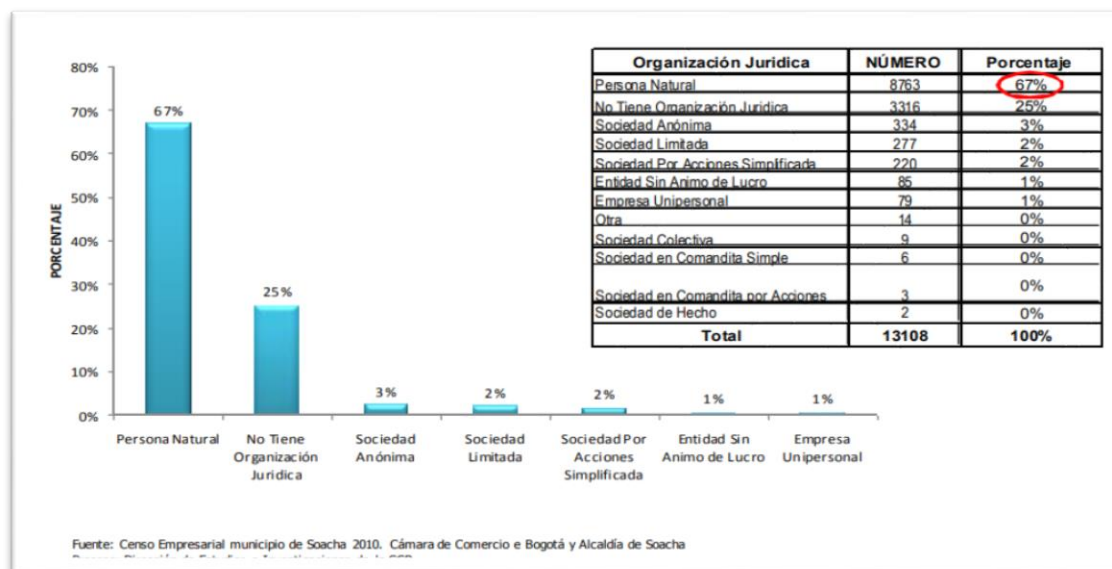 Organización Juridica NÚMERO Porcentaje
Persona Natural 8763 67%
No Tiene Organización Juridica 3316 25%
Sociedad Anónima 334 3%
Sociedad Limitada 277 2%
Sociedad Por Acciones Simplificada 220 2%
Entidad Sin Animo de Lucro 85 1%
Empresa Unipersonal 79 1%
Otra 14 0%
Sociedad Colectiva 9 0%
Sociedad en Comandita Simple 6 0%
Sociedad en Comandita por Acciones 3 0%
Sociedad de Hecho 2 0%
Total 13108 100%
PORCENTAJE
80%
70%
60%
50%
40%
30%
20%
10%
0%
67%
25%
3%
2%
2%
1%
1%
Persona Natural
No Tiene
Organización
Juridica
Sociedad
Anónima
Sociedad
Limitada
Sociedad Por
Acciones
Simplificada
Entidad Sin
Animo de Lucro
Empresa
Unipersonal
Fuente: Censo Empresarial municipio de Soacha 2010. Cámara de Comercio e Bogotá y Alcaldía de Soacha